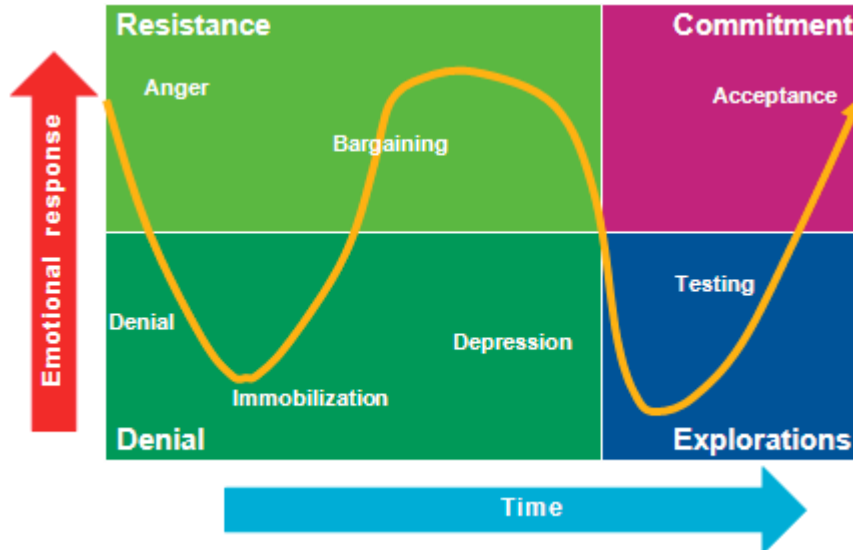 Resistance
Commitment
Anger
Acceptance
Bargaining
Emotional response
Testing
Denial
Depression
Immobilization
Denial
Explorations
Time